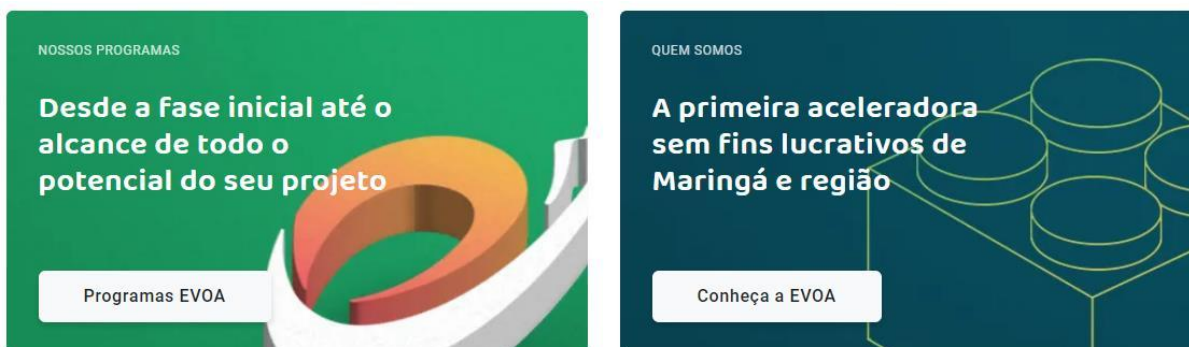 NOSSOS PROGRAMAS
Desde a fase inicial até o
alcance de todo o
potencial do seu projeto
Programas EVOA
QUEM SOMOS
A primeira aceleradora
sem fins lucrativos de
Maringá e região
Conheça a EVOA